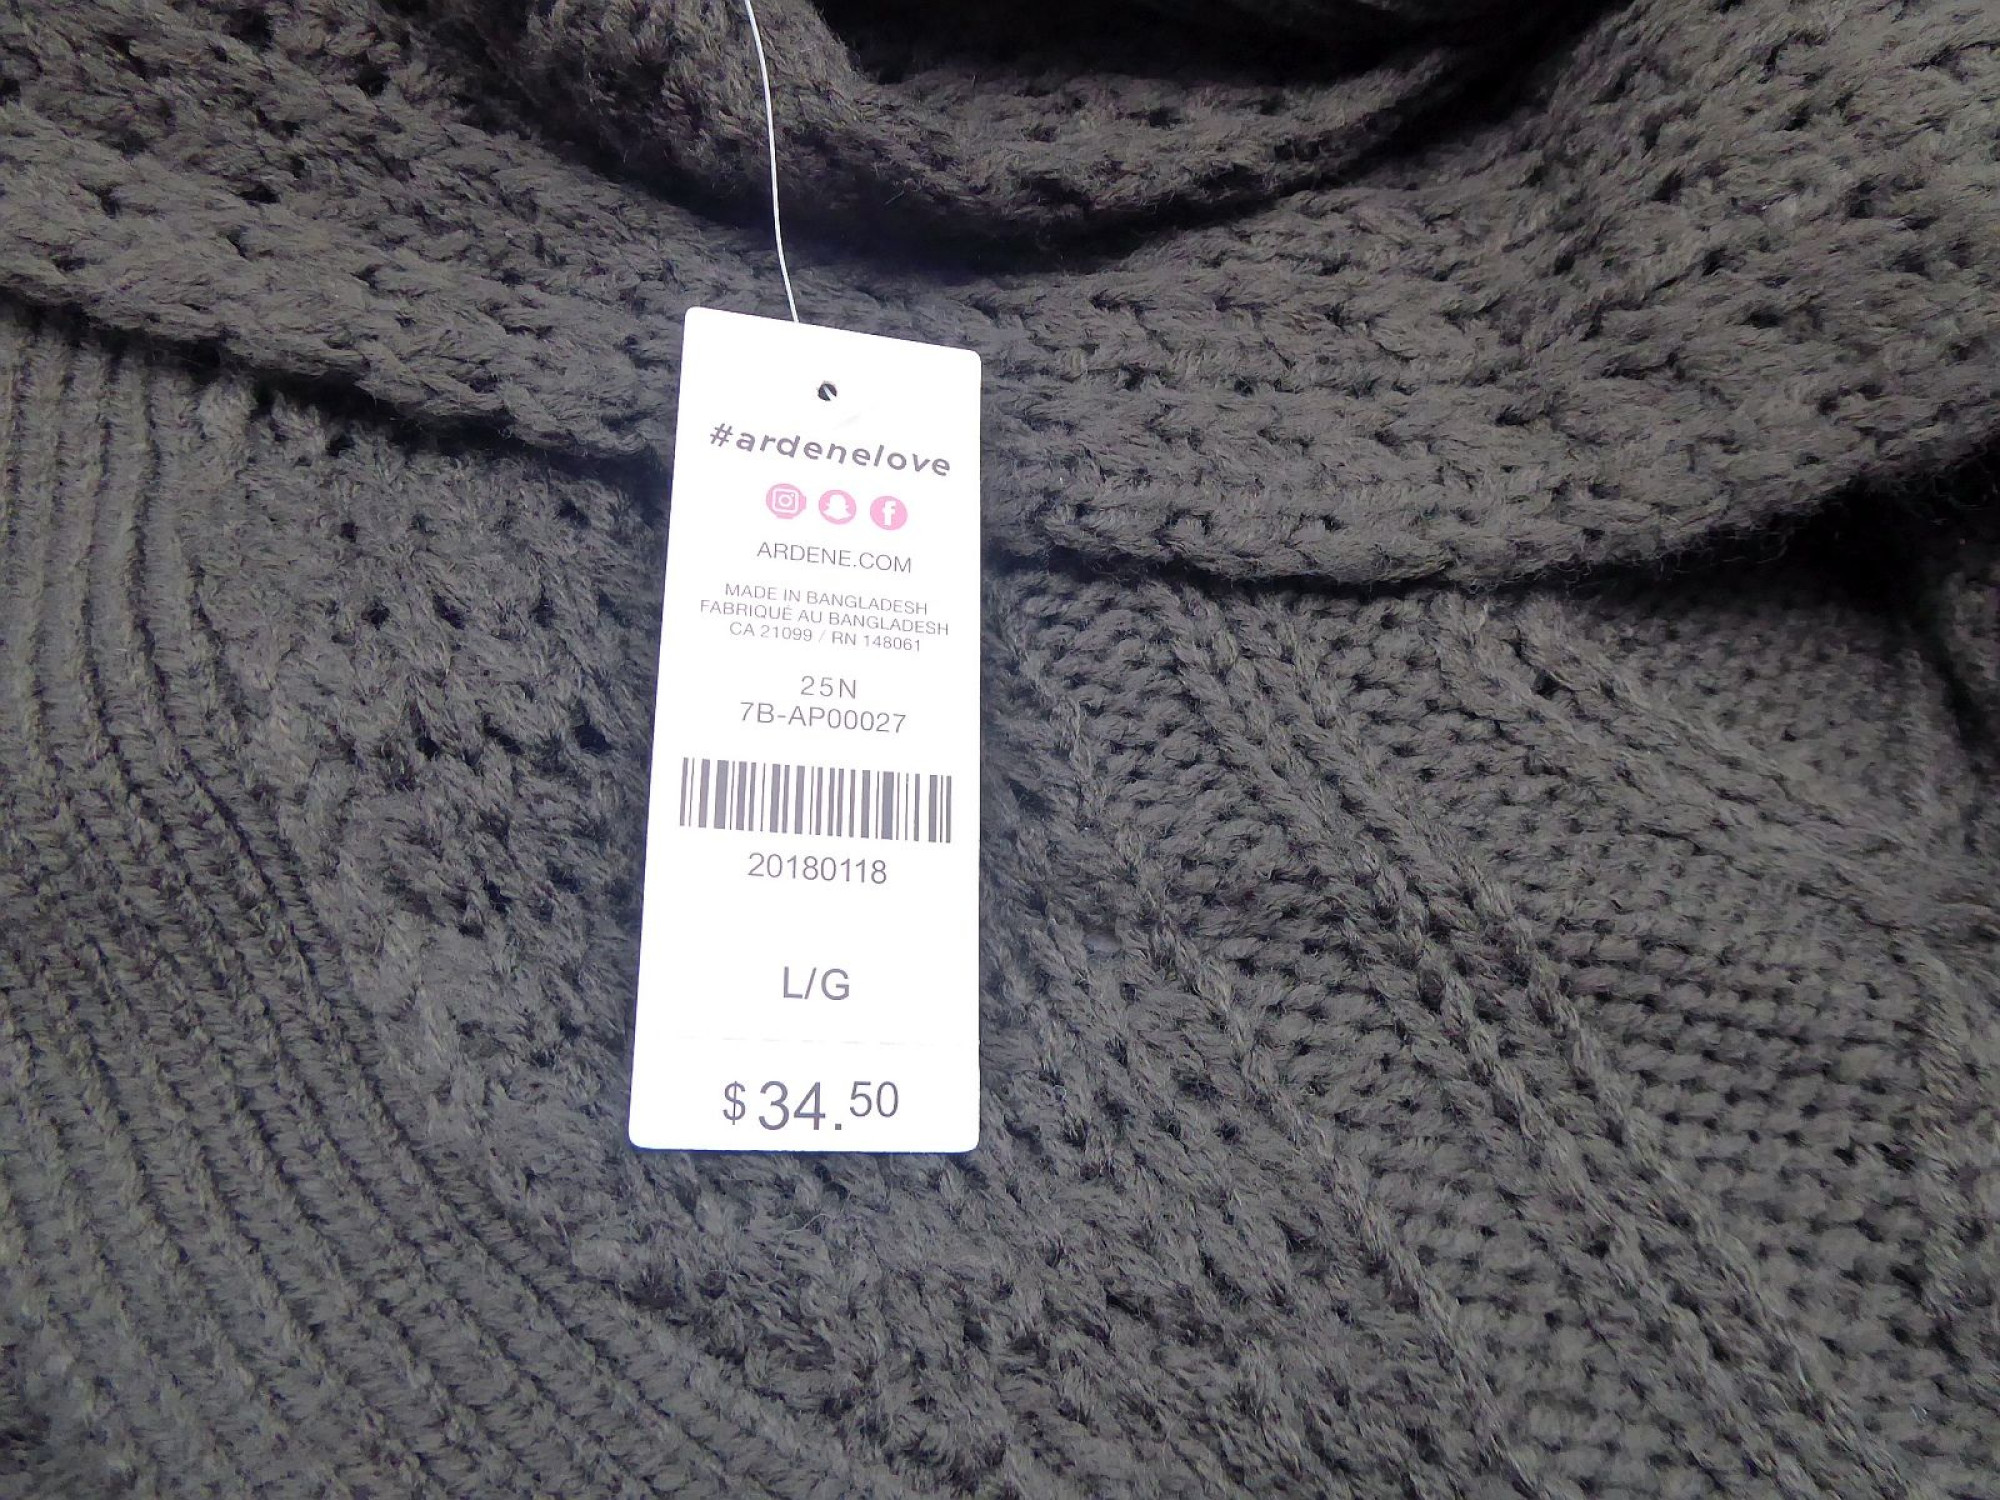 #ardenelove
ARDENE.COM
MADE IN BANGLADESH
FABRIQUÉ AU BANGLADESH
CA 21099 / RN 148061
25N
7B-AP00027
20180118
L/G
$34.50